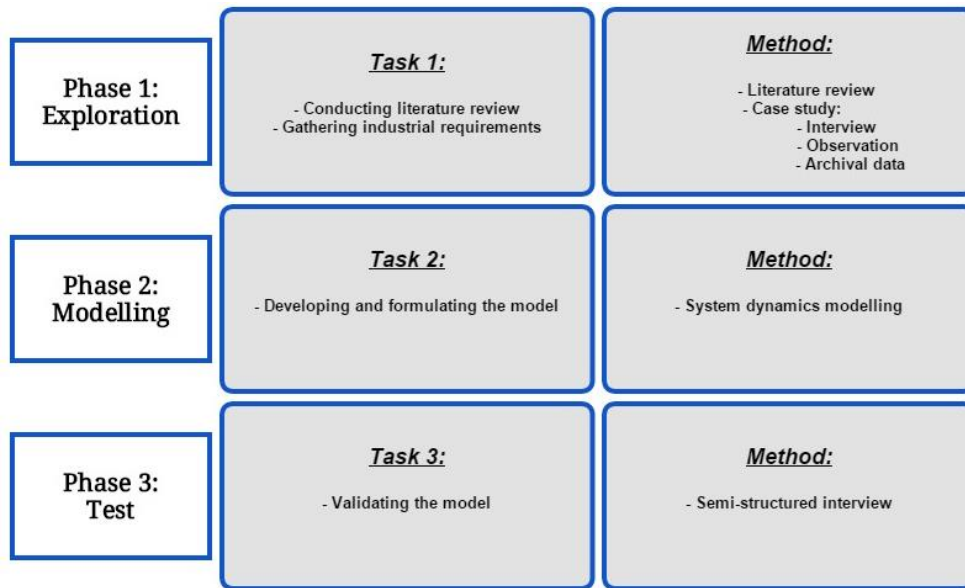 Phase 1:
Exploration
Task 1:
- Conducting literature review
- Gathering industrial requirements
Method:
- Literature review
- Case study:
- Interview
- Observation
- Archival data
Phase 2:
Modelling
Task 2:
- Developing and formulating the model
Method:
- System dynamics modelling
Phase 3:
Test
Task 3:
- Validating the model
Method:
- Semi-structured interview